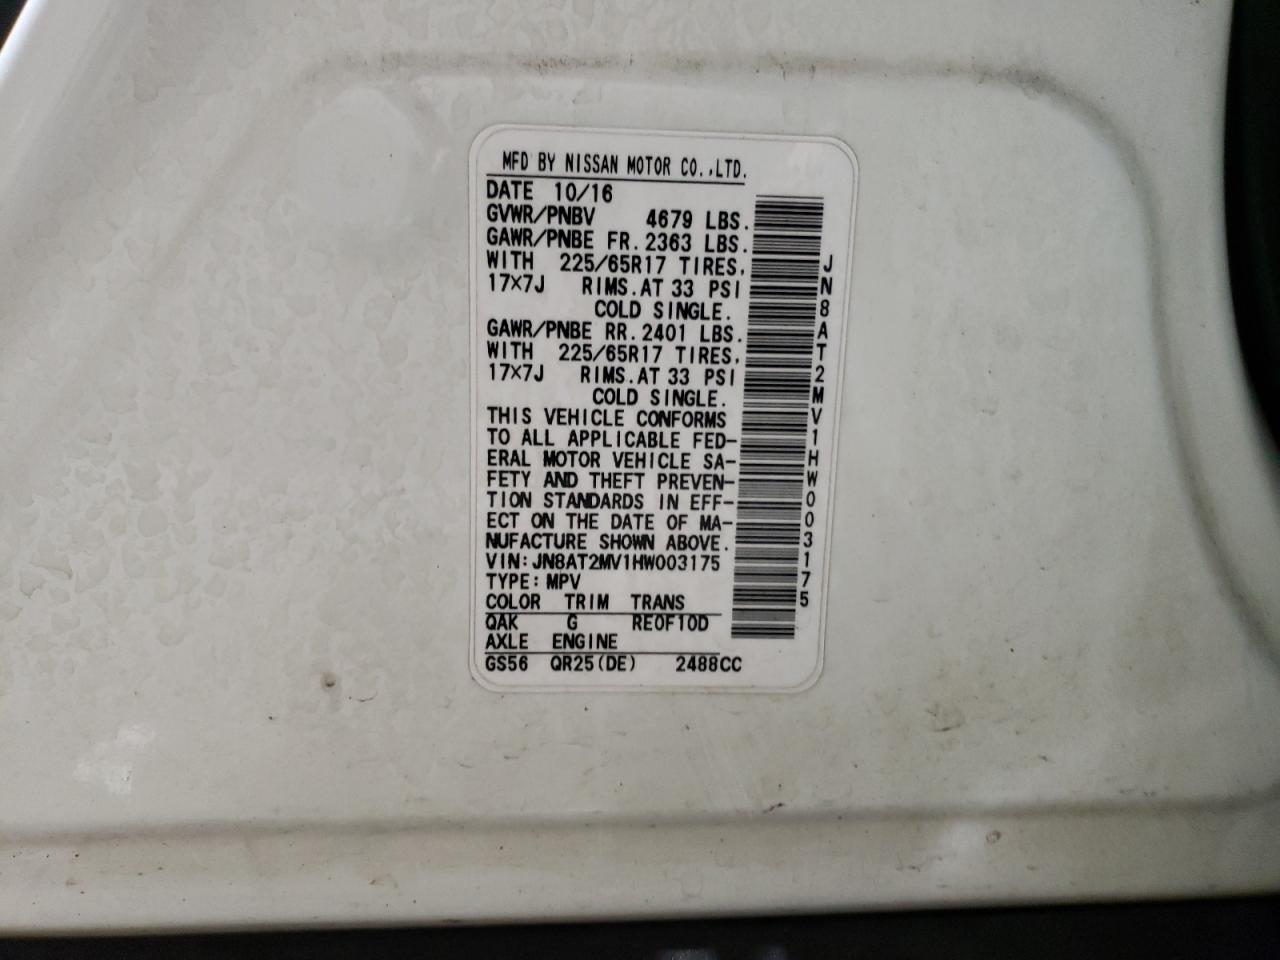 MFD BY NISSAN MOTOR CO.,LTD.
DATE 10/16
GVWR/PNBV 4679 LBS.
GAWR/PNBE FR. 2363 LBS.
WITH 225/65R17 TIRES,
17×7J RIMS. AT 33 PSI
COLD SINGLE.
GAWR/PNBE RR. 2401 LBS.
WITH 225/65R17 TIRES,
17×7J RIMS. AT 33 PSI
COLD SINGLE.
THIS VEHICLE CONFORMS
TO ALL APPLICABLE FED-
ERAL MOTOR VEHICLE SA-
FETY AND THEFT PREVEN-
TION STANDARDS IN EFF-
ECT ON THE DATE OF MA-
NUFACTURE SHOWN ABOVE.
VIN: JN8AT2MV1HW003175
TYPE: MPV
COLOR TRIM TRANS
QAK G RE0F10D
AXLE ENGINE
GS56 QR25(DE) 2488CC
JN8AT2MV1HW003175